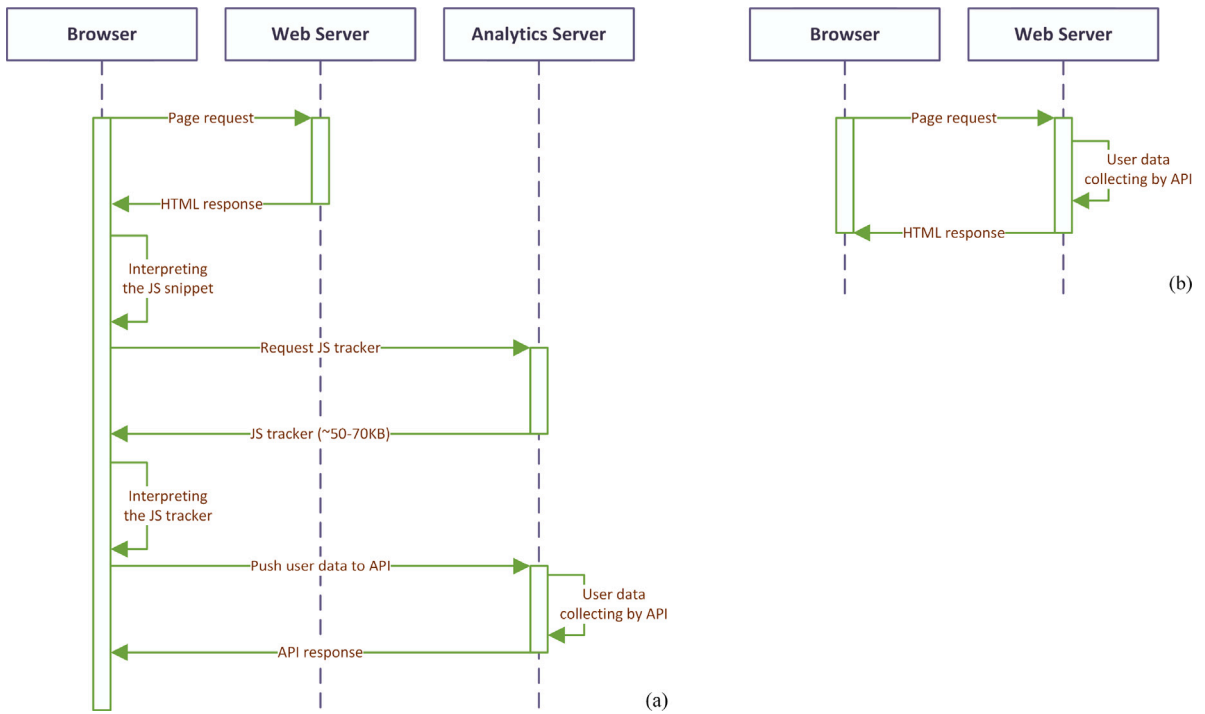 Browser
Web Server
Analytics Server
Page request
HTML response
Interpreting
the JS snippet
Request JS tracker
JS tracker (~50-70KB)
Interpreting
the JS tracker
Push user data to API
User data
collecting by API
API response
(a)
Browser
Web Server
Page request
User data
collecting by API
HTML response
(b)